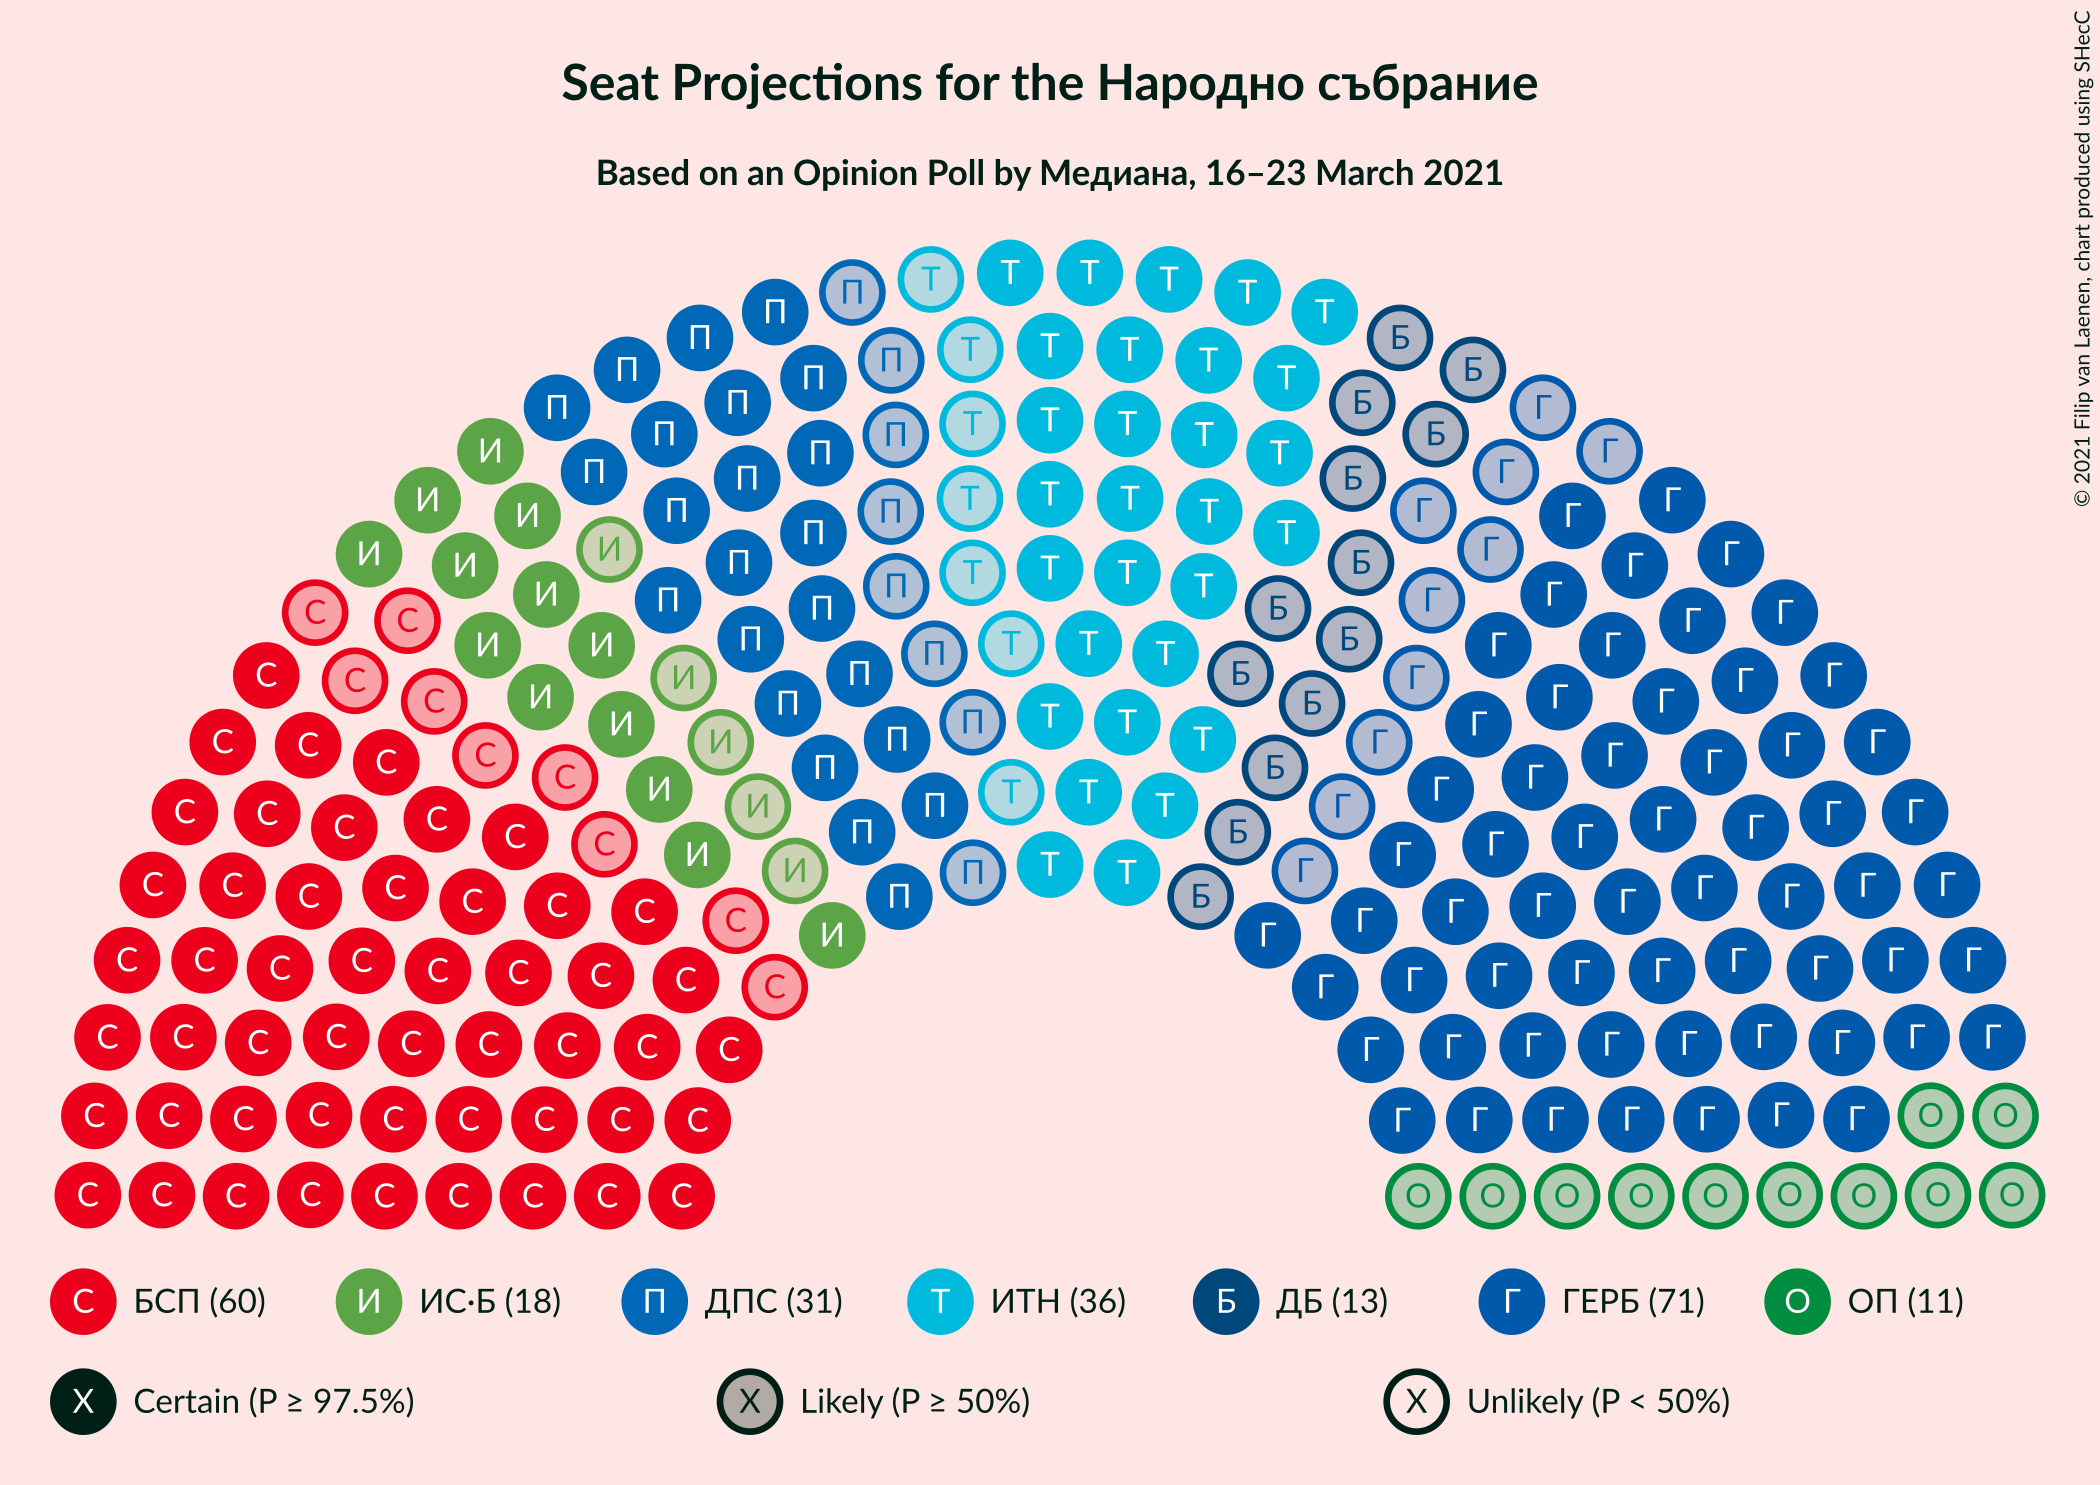 Seat Projections for the Народно събрание
Based on an Opinion Poll by Медиана, 16–23 March 2021
© 2021 Filip van Laenen, chart produced using SHecC
С БСП (60) И ИС·Б (18) П ДПС (31) Т ИТН (36) Б ДБ (13) Г ГЕРБ (71) О ОП (11)
X Certain (P ≥ 97.5%) X Likely (P ≥ 50%) X Unlikely (P < 50%)